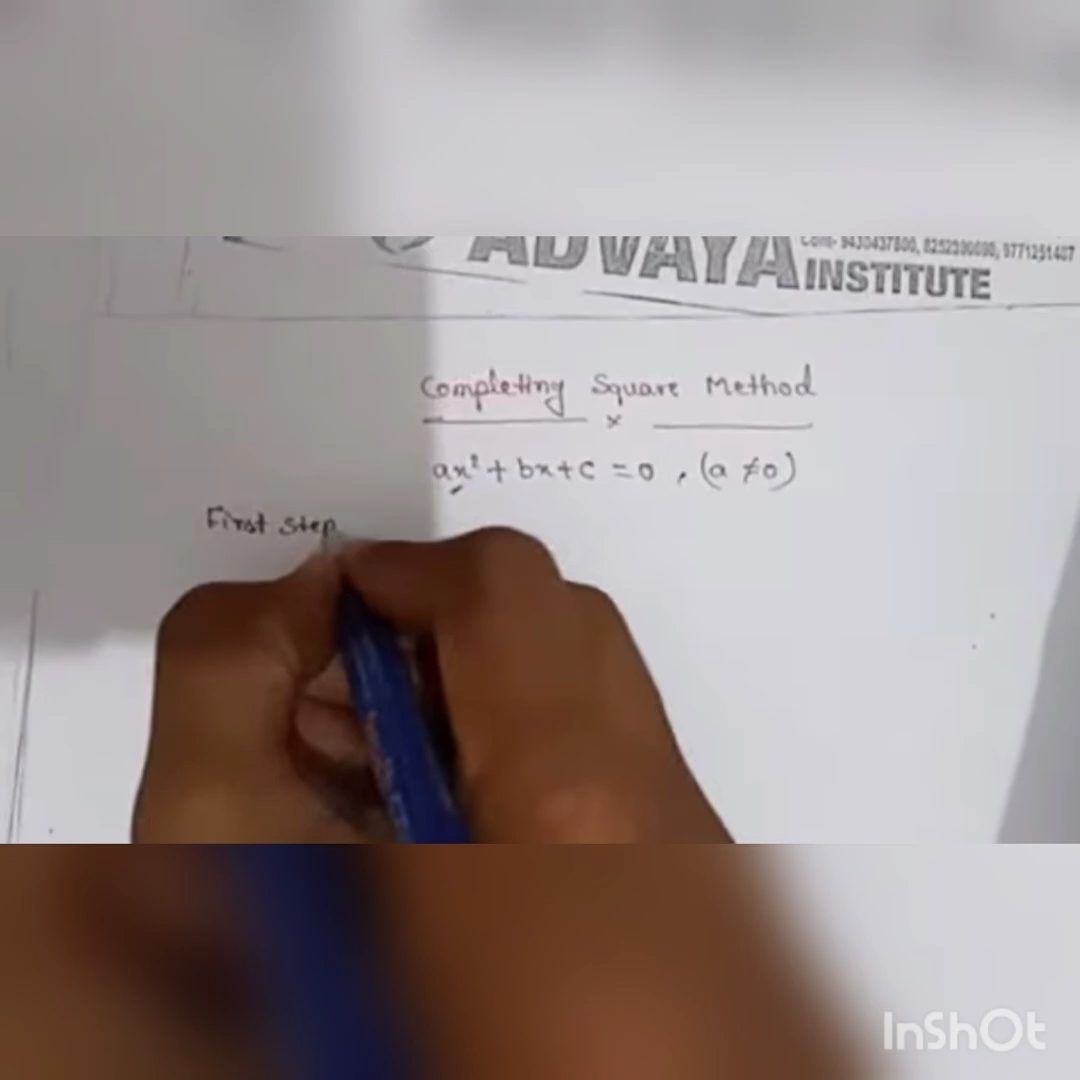 ADVAYA
INSTITUTE
Completing Square Method
×
ax² + bx + c = 0 , (a ≠ 0)
First step
InShOt